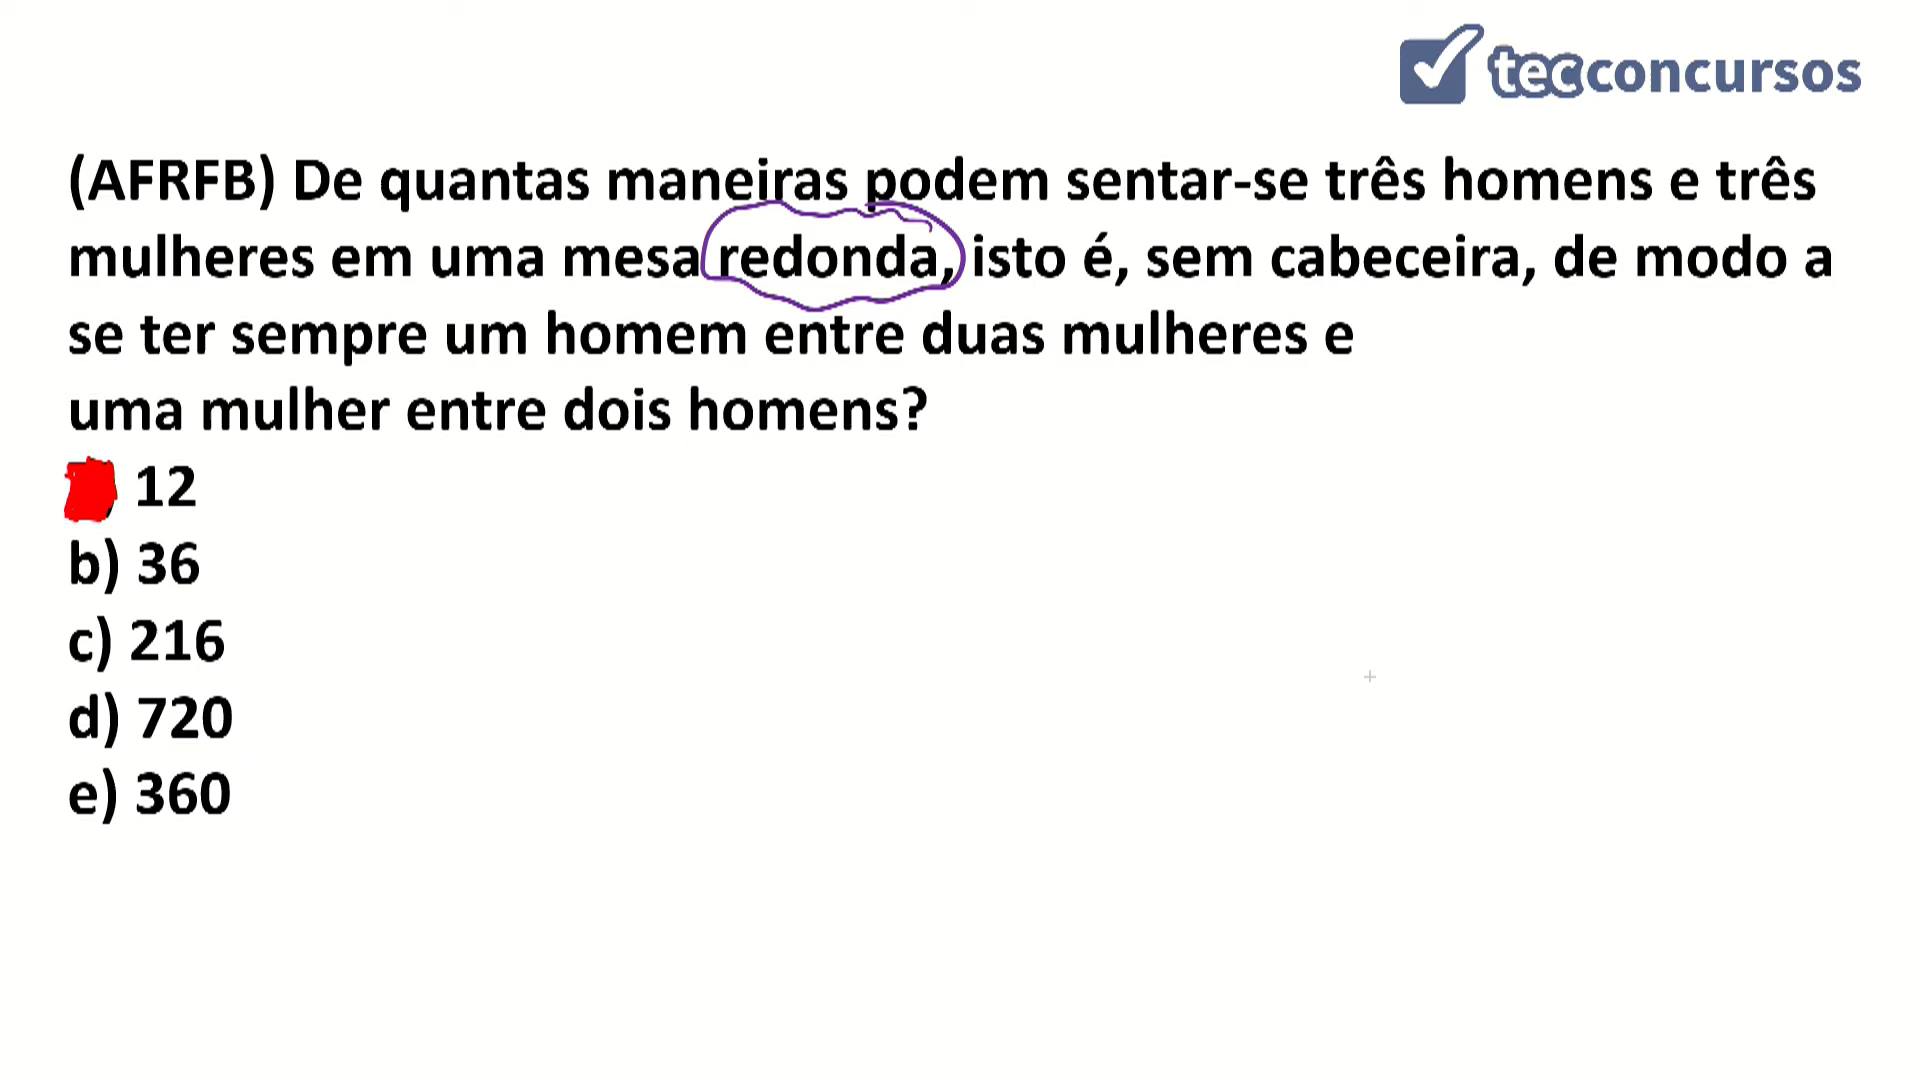 tecconcursos
(AFRFB) De quantas maneiras podem sentar-se três homens e três
mulheres em uma mesa redonda, isto é, sem cabeceira, de modo a
se ter sempre um homem entre duas mulheres e
uma mulher entre dois homens?
12
b) 36
c) 216
d) 720
e) 360